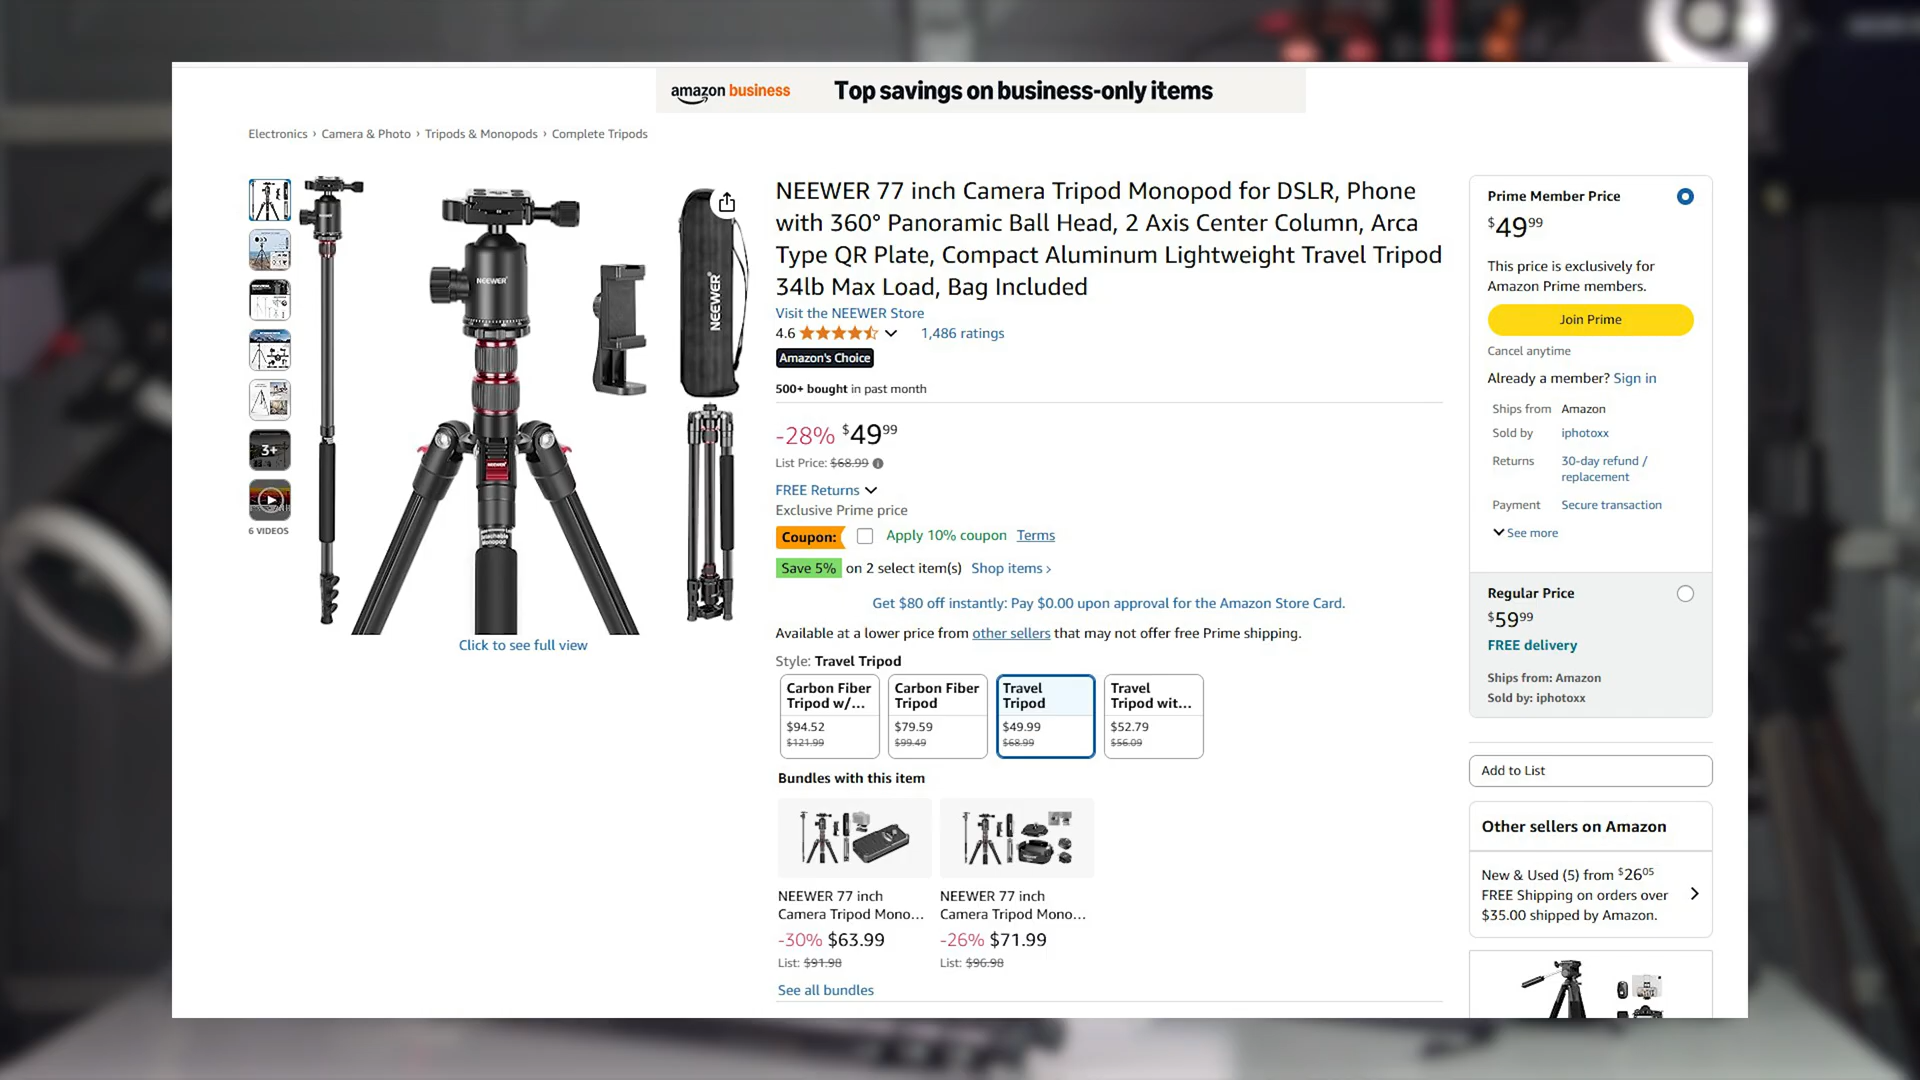 amazon business
Top savings on business-only items
Electronics › Camera & Photo › Tripods & Monopods › Complete Tripods
3+
6 VIDEOS
NEEWER
NEEWER
NEEWER
Detachable
Monopod
Click to see full view
NEEWER 77 inch Camera Tripod Monopod for DSLR, Phone
with 360° Panoramic Ball Head, 2 Axis Center Column, Arca
Type QR Plate, Compact Aluminum Lightweight Travel Tripod
34lb Max Load, Bag Included
Visit the NEEWER Store
4.6 1,486 ratings
Amazon's Choice
500+ bought in past month
-28% $49 99
List Price: $68.99
FREE Returns
Exclusive Prime price
Coupon: Apply 10% coupon Terms
Save 5% on 2 select item(s) Shop items ›
Get $80 off instantly: Pay $0.00 upon approval for the Amazon Store Card.
Available at a lower price from other sellers that may not offer free Prime shipping.
Style: Travel Tripod
Carbon Fiber
Tripod w/...
$94.52
$121.99
Carbon Fiber
Tripod
$79.59
$99.49
Travel
Tripod
$49.99
$68.99
Travel
Tripod wit...
$52.79
$56.09
Bundles with this item
NEEWER 77 inch
Camera Tripod Mono...
-30% $63.99
List: $91.98
NEEWER 77 inch
Camera Tripod Mono...
-26% $71.99
List: $96.98
See all bundles
Prime Member Price
$49 99
This price is exclusively for
Amazon Prime members.
Join Prime
Cancel anytime
Already a member? Sign in
Ships from Amazon
Sold by iphotoxx
Returns 30-day refund /
replacement
Payment Secure transaction
See more
Regular Price
$59 99
FREE delivery
Ships from: Amazon
Sold by: iphotoxx
Add to List
Other sellers on Amazon
New & Used (5) from $26 05
FREE Shipping on orders over
$35.00 shipped by Amazon.